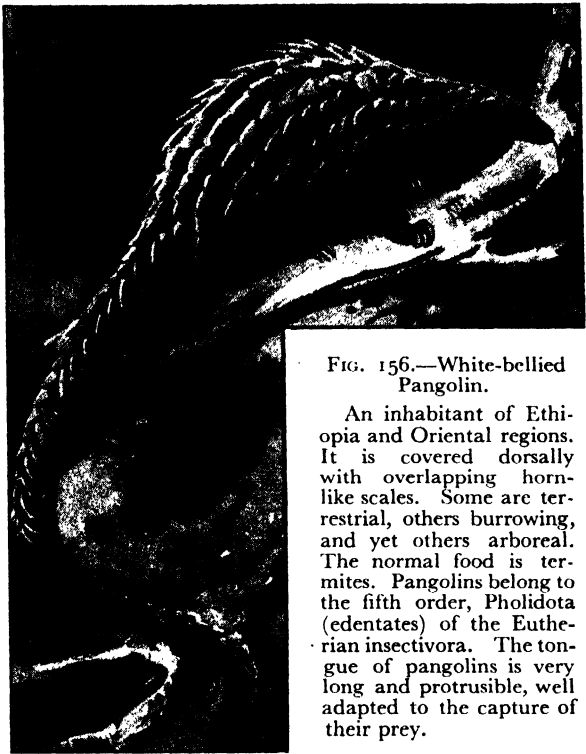 FIG. 156.—White-bellied
Pangolin.
An inhabitant of Ethi-
opia and Oriental regions.
It is covered dorsally
with overlapping horn-
like scales. Some are ter-
restrial, others burrowing,
and yet others arboreal.
The normal food is ter-
mites. Pangolins belong to
the fifth order, Pholidota
(edentates) of the Euthe-
rian insectivora. The ton-
gue of pangolins is very
long and protrusible, well
adapted to the capture of
their prey.